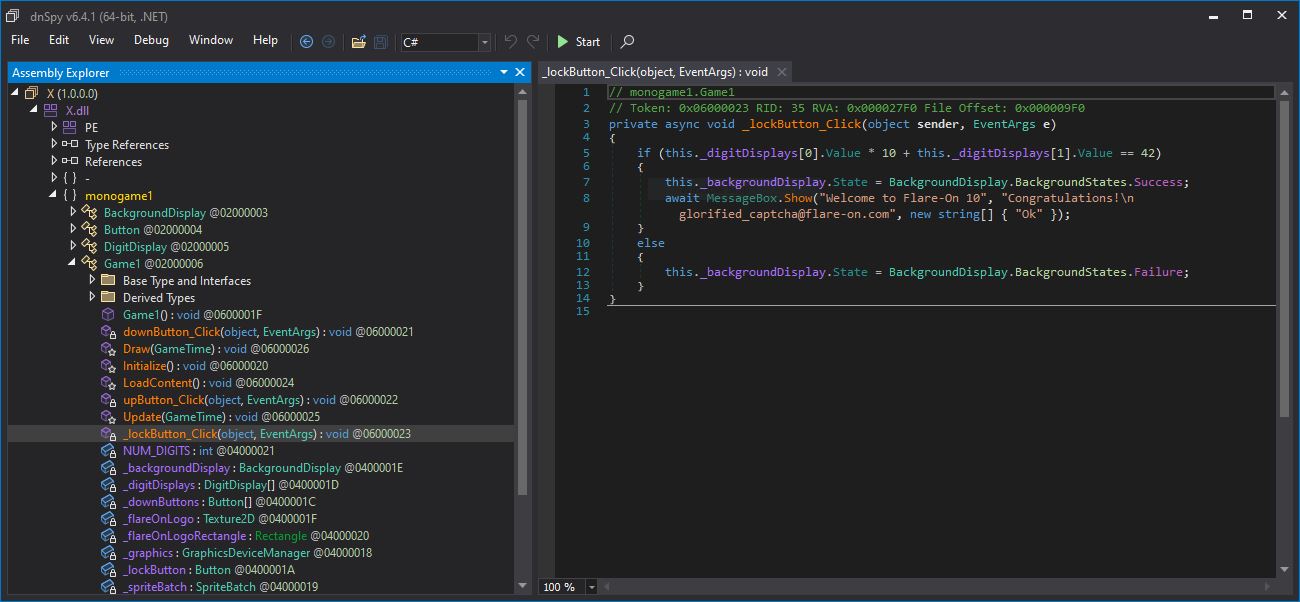 dnSpy v6.4.1 (64-bit, .NET)
File Edit View Debug Window Help C# Start
Assembly Explorer
X (1.0.0.0)
X.dll
PE
Type References
References
{ } -
{ } monogame1
BackgroundDisplay @02000003
Button @02000004
DigitDisplay @02000005
Game1 @02000006
Base Type and Interfaces
Derived Types
Game1() : void @0600001F
downButton_Click(object, EventArgs) : void @06000021
Draw(GameTime) : void @06000026
Initialize() : void @06000020
LoadContent() : void @06000024
upButton_Click(object, EventArgs) : void @06000022
Update(GameTime) : void @06000025
_lockButton_Click(object, EventArgs) : void @06000023
NUM_DIGITS : int @04000021
_backgroundDisplay : BackgroundDisplay @0400001E
_digitDisplays : DigitDisplay[] @0400001D
_downButtons : Button[] @0400001C
_flareOnLogo : Texture2D @0400001F
_flareOnLogoRectangle : Rectangle @04000020
_graphics : GraphicsDeviceManager @04000018
_lockButton : Button @0400001A
_spriteBatch : SpriteBatch @04000019
_lockButton_Click(object, EventArgs) : void
1 // monogame1.Game1
2 // Token: 0x06000023 RID: 35 RVA: 0x000027F0 File Offset: 0x000009F0
3 private async void _lockButton_Click(object sender, EventArgs e)
4 {
5 if (this._digitDisplays[0].Value * 10 + this._digitDisplays[1].Value == 42)
6 {
7 this._backgroundDisplay.State = BackgroundDisplay.BackgroundStates.Success;
8 await MessageBox.Show("Welcome to Flare-On 10", "Congratulations!\n
glorified_captcha@flare-on.com", new string[] { "Ok" });
9 }
10 else
11 {
12 this._backgroundDisplay.State = BackgroundDisplay.BackgroundStates.Failure;
13 }
14 }
15
100 %